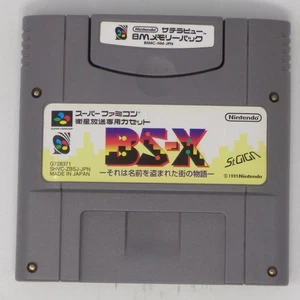 Nintendo サテラビュー
8Mメモリーパック
BSMC-MM-JPN
スーパーファミコン
衛星放送専用カセット
Nintendo
BS-X
St.GIGA
ーそれは名前を盗まれた街の物語ー
SHVC-ZBSJ-JPN
MADE IN JAPAN
©1995 Nintendo